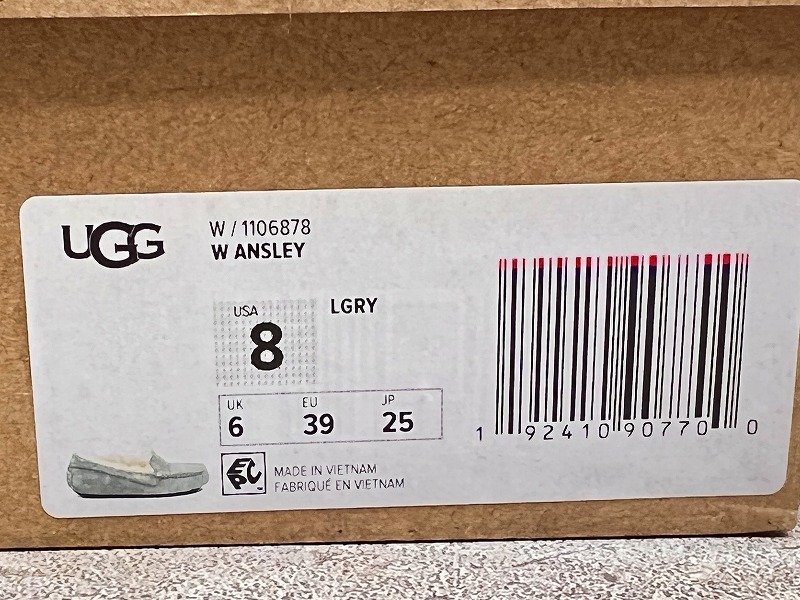 UGG
W / 1106878
W ANSLEY
USA
8
LGRY
UK EU JP
6 39 25
MADE IN VIETNAM
FABRIQUÉ EN VIETNAM
1 92410 90770 0